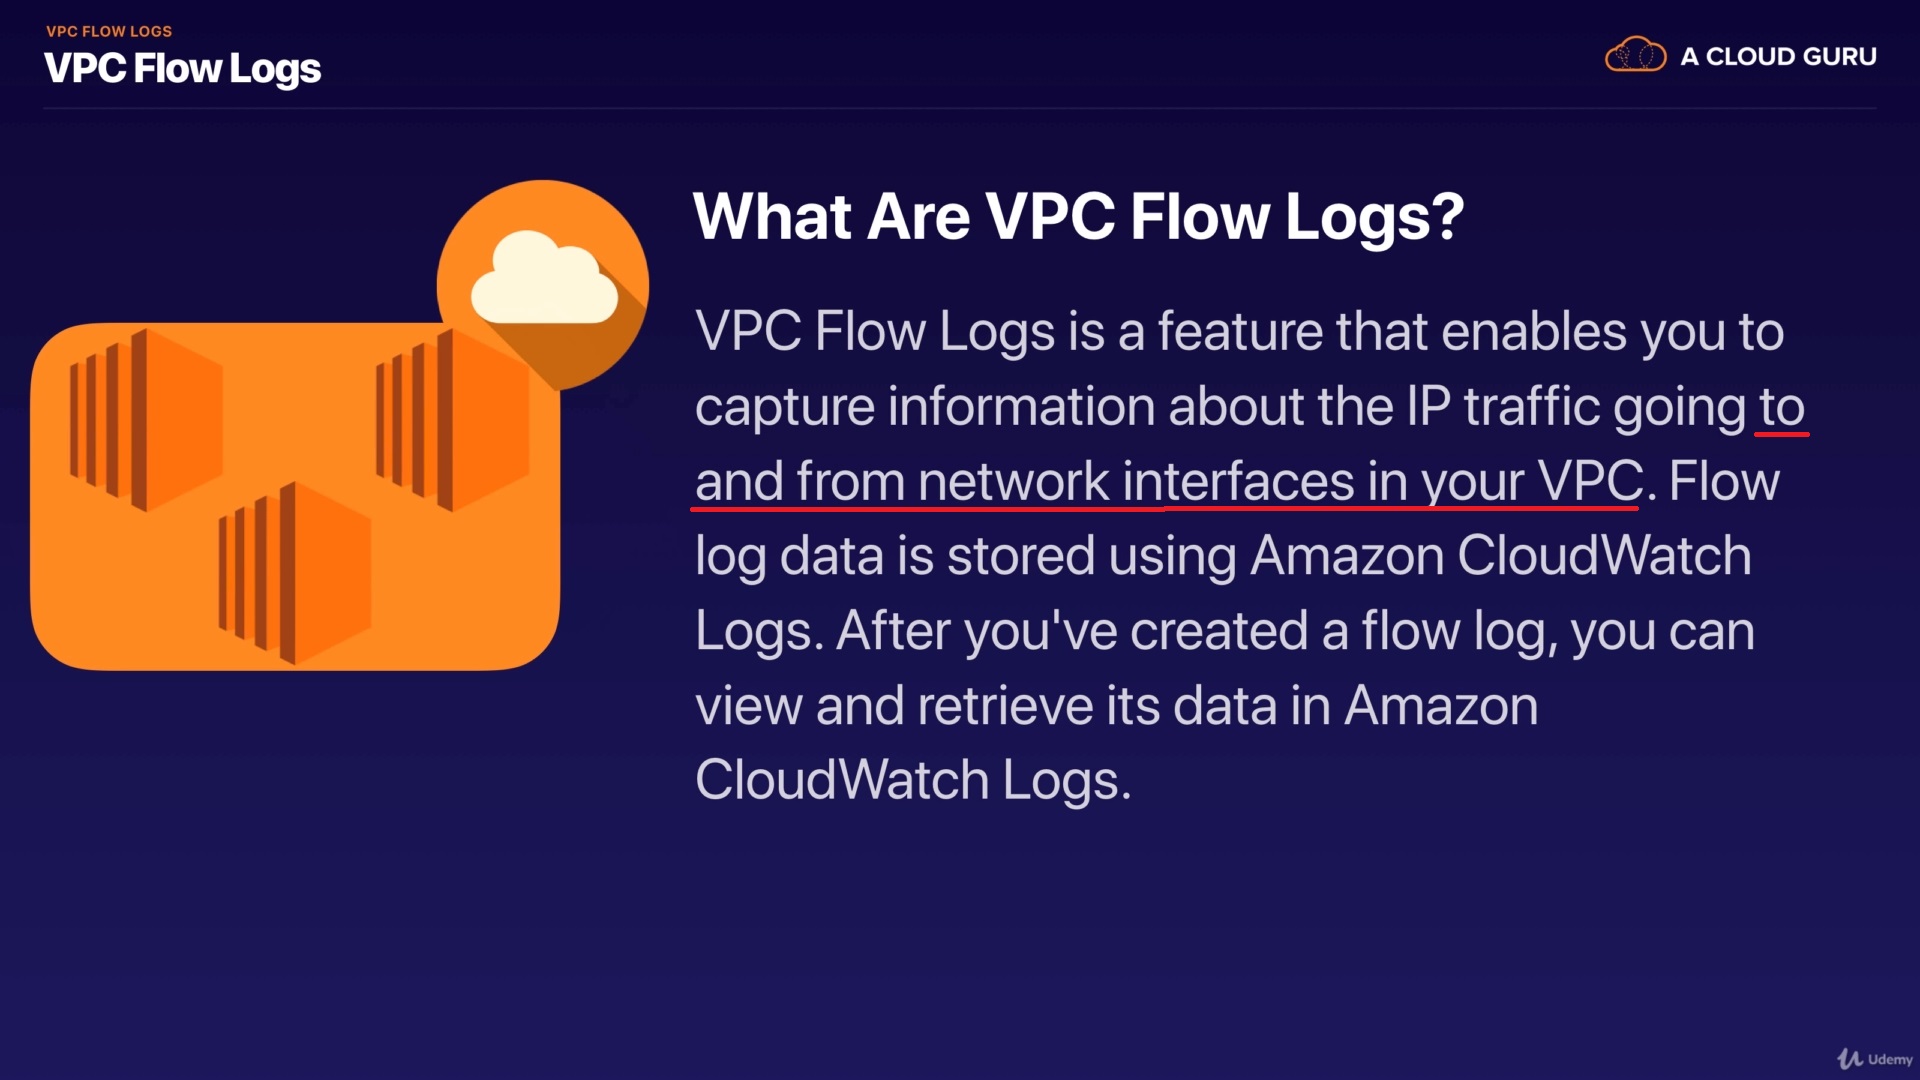 VPC FLOW LOGS
VPC Flow Logs
A CLOUD GURU
What Are VPC Flow Logs?
VPC Flow Logs is a feature that enables you to
capture information about the IP traffic going to
and from network interfaces in your VPC. Flow
log data is stored using Amazon CloudWatch
Logs. After you've created a flow log, you can
view and retrieve its data in Amazon
CloudWatch Logs.
Udemy